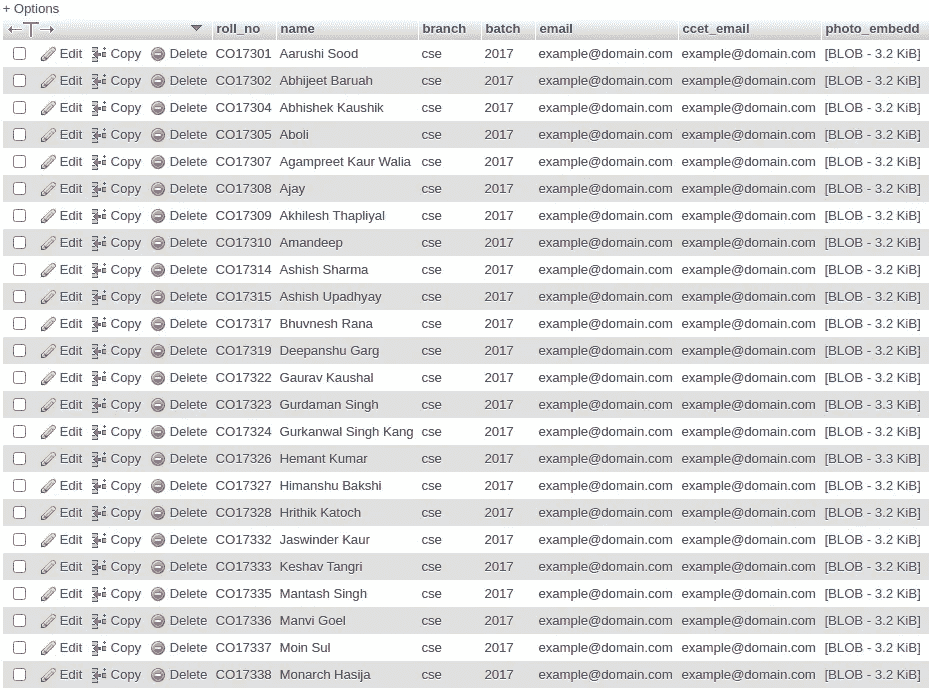 + Options
roll_no name branch batch email ccet_email photo_embedd
Edit Copy Delete CO17301 Aarushi Sood cse 2017 example@domain.com example@domain.com [BLOB - 3.2 KiB]
Edit Copy Delete CO17302 Abhijeet Baruah cse 2017 example@domain.com example@domain.com [BLOB - 3.2 KiB]
Edit Copy Delete CO17304 Abhishek Kaushik cse 2017 example@domain.com example@domain.com [BLOB - 3.2 KiB]
Edit Copy Delete CO17305 Aboli cse 2017 example@domain.com example@domain.com [BLOB - 3.2 KiB]
Edit Copy Delete CO17307 Agampreet Kaur Walia cse 2017 example@domain.com example@domain.com [BLOB - 3.2 KiB]
Edit Copy Delete CO17308 Ajay cse 2017 example@domain.com example@domain.com [BLOB - 3.2 KiB]
Edit Copy Delete CO17309 Akhilesh Thapliyal cse 2017 example@domain.com example@domain.com [BLOB - 3.2 KiB]
Edit Copy Delete CO17310 Amandeep cse 2017 example@domain.com example@domain.com [BLOB - 3.2 KiB]
Edit Copy Delete CO17314 Ashish Sharma cse 2017 example@domain.com example@domain.com [BLOB - 3.2 KiB]
Edit Copy Delete CO17315 Ashish Upadhyay cse 2017 example@domain.com example@domain.com [BLOB - 3.2 KiB]
Edit Copy Delete CO17317 Bhuvnesh Rana cse 2017 example@domain.com example@domain.com [BLOB - 3.2 KiB]
Edit Copy Delete CO17319 Deepanshu Garg cse 2017 example@domain.com example@domain.com [BLOB - 3.2 KiB]
Edit Copy Delete CO17322 Gaurav Kaushal cse 2017 example@domain.com example@domain.com [BLOB - 3.2 KiB]
Edit Copy Delete CO17323 Gurdaman Singh cse 2017 example@domain.com example@domain.com [BLOB - 3.3 KiB]
Edit Copy Delete CO17324 Gurkanwal Singh Kang cse 2017 example@domain.com example@domain.com [BLOB - 3.2 KiB]
Edit Copy Delete CO17326 Hemant Kumar cse 2017 example@domain.com example@domain.com [BLOB - 3.3 KiB]
Edit Copy Delete CO17327 Himanshu Bakshi cse 2017 example@domain.com example@domain.com [BLOB - 3.2 KiB]
Edit Copy Delete CO17328 Hrithik Katoch cse 2017 example@domain.com example@domain.com [BLOB - 3.2 KiB]
Edit Copy Delete CO17332 Jaswinder Kaur cse 2017 example@domain.com example@domain.com [BLOB - 3.2 KiB]
Edit Copy Delete CO17333 Keshav Tangri cse 2017 example@domain.com example@domain.com [BLOB - 3.2 KiB]
Edit Copy Delete CO17335 Mantash Singh cse 2017 example@domain.com example@domain.com [BLOB - 3.2 KiB]
Edit Copy Delete CO17336 Manvi Goel cse 2017 example@domain.com example@domain.com [BLOB - 3.2 KiB]
Edit Copy Delete CO17337 Moin Sul cse 2017 example@domain.com example@domain.com [BLOB - 3.2 KiB]
Edit Copy Delete CO17338 Monarch Hasija cse 2017 example@domain.com example@domain.com [BLOB - 3.2 KiB]